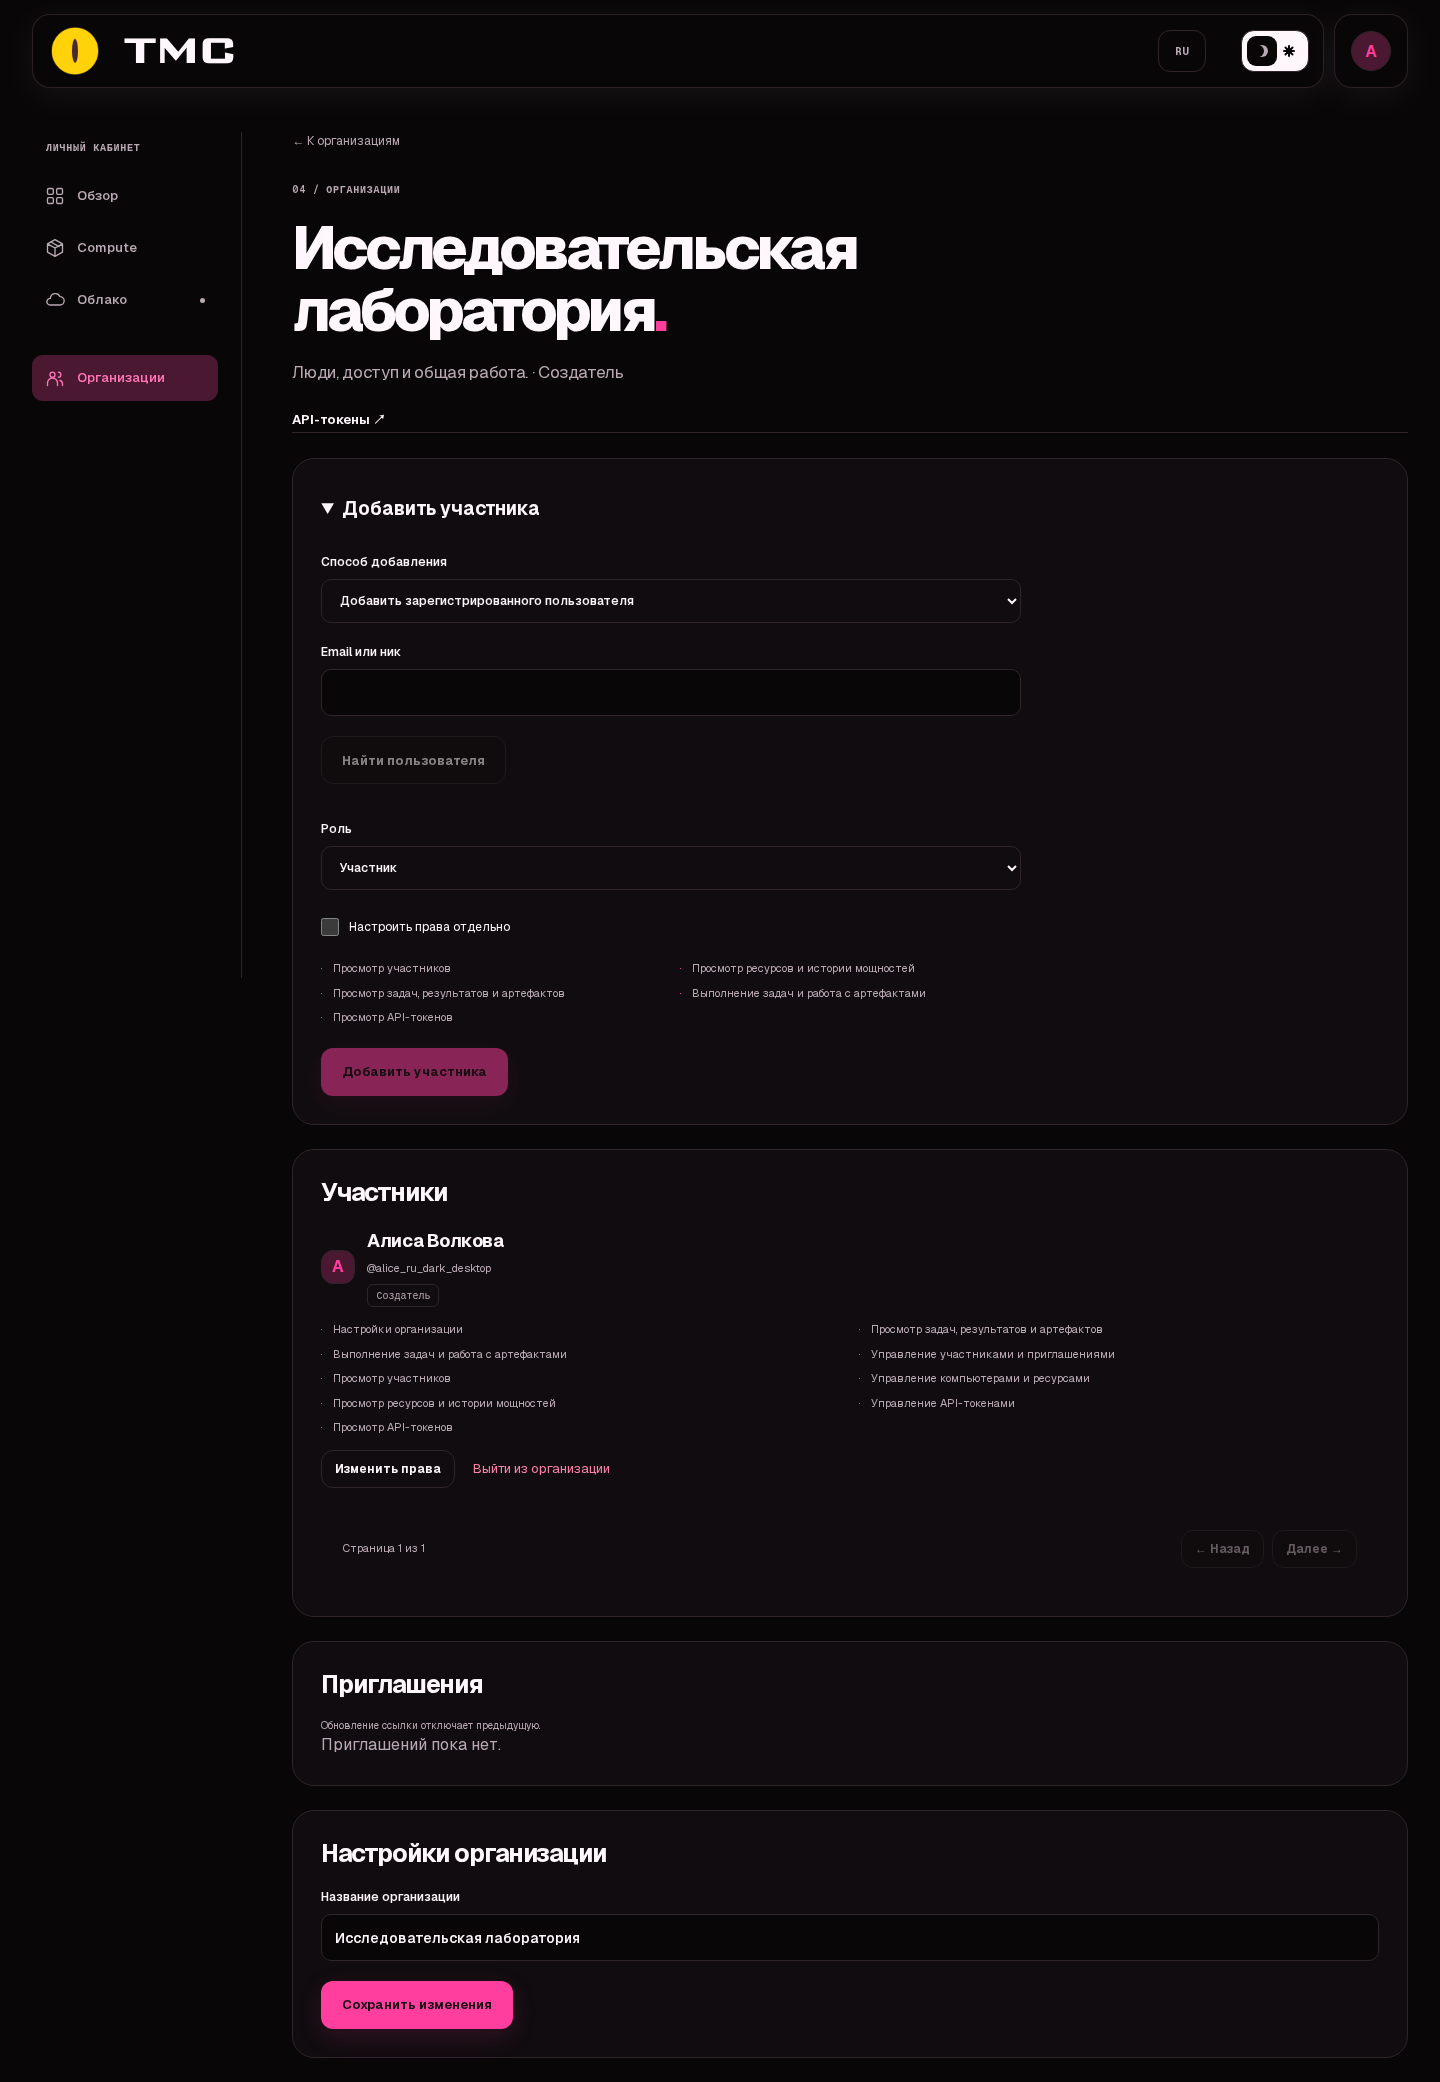 TMC
RU
A
ЛИЧНЫЙ КАБИНЕТ
Обзор
Compute
Облако
Организации
← К организациям
04 / ОРГАНИЗАЦИИ
Исследовательская
лаборатория.
Люди, доступ и общая работа. · Создатель
API-токены ↗
▼ Добавить участника
Способ добавления
Добавить зарегистрированного пользователя
Email или ник
Найти пользователя
Роль
Участник
Настроить права отдельно
· Просмотр участников
· Просмотр ресурсов и истории мощностей
· Просмотр задач, результатов и артефактов
· Выполнение задач и работа с артефактами
· Просмотр API-токенов
Добавить участника
Участники
A
Алиса Волкова
@alice_ru_dark_desktop
Создатель
· Настройки организации
· Просмотр задач, результатов и артефактов
· Выполнение задач и работа с артефактами
· Управление участниками и приглашениями
· Просмотр участников
· Управление компьютерами и ресурсами
· Просмотр ресурсов и истории мощностей
· Управление API-токенами
· Просмотр API-токенов
Изменить права
Выйти из организации
Страница 1 из 1
← Назад
Далее →
Приглашения
Обновление ссылки отключает предыдущую.
Приглашений пока нет.
Настройки организации
Название организации
Исследовательская лаборатория
Сохранить изменения